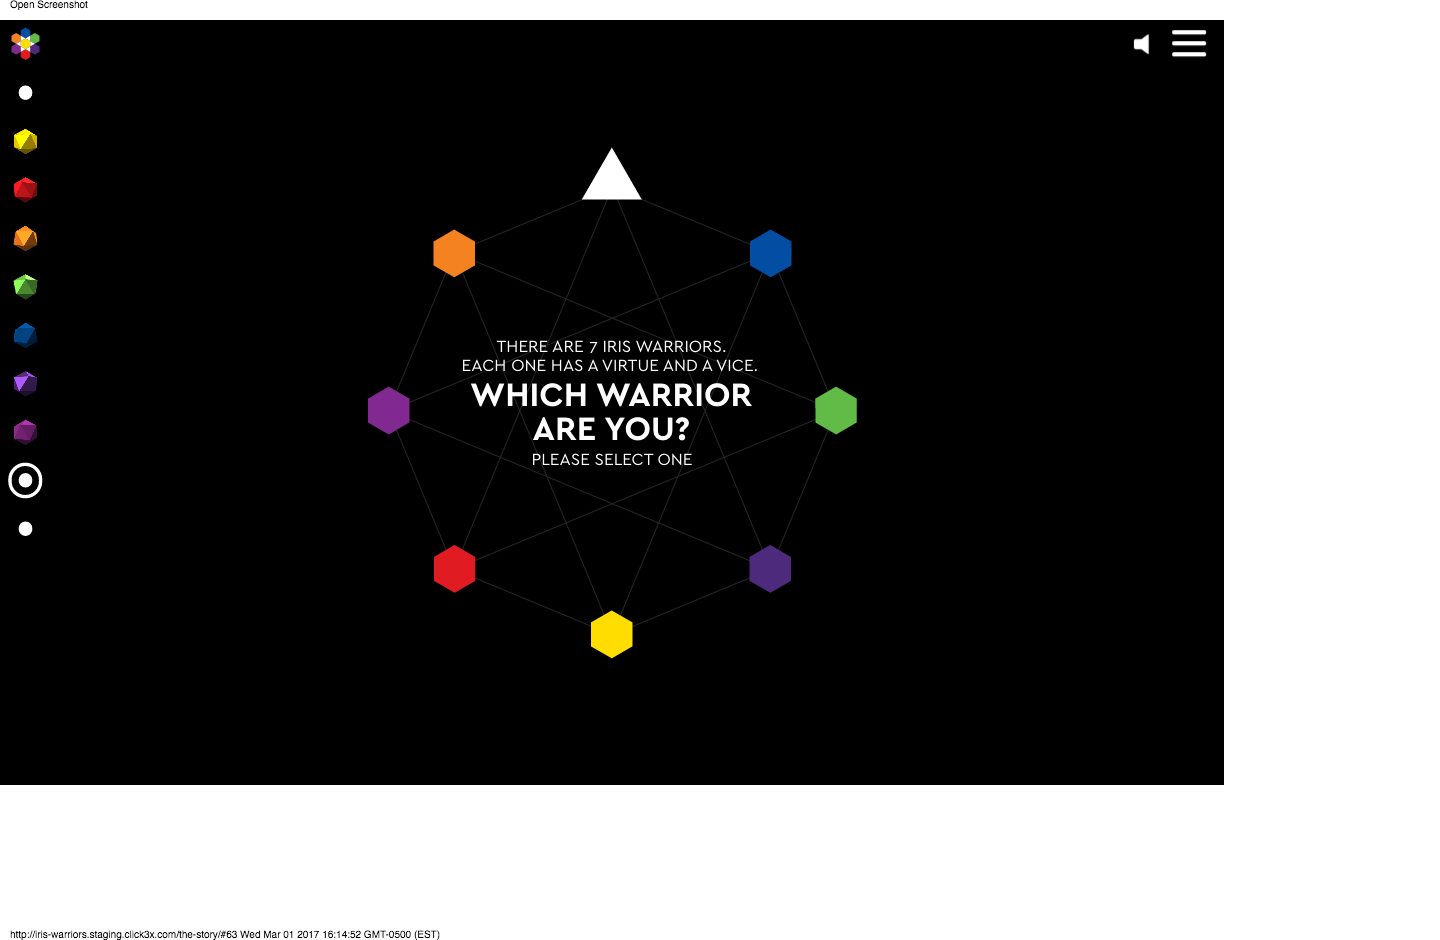 Open Screenshot
THERE ARE 7 IRIS WARRIORS.
EACH ONE HAS A VIRTUE AND A VICE.
WHICH WARRIOR
ARE YOU?
PLEASE SELECT ONE
http://iris-warriors.staging.click3x.com/the-story/#63 Wed Mar 01 2017 16:14:52 GMT-0500 (EST)